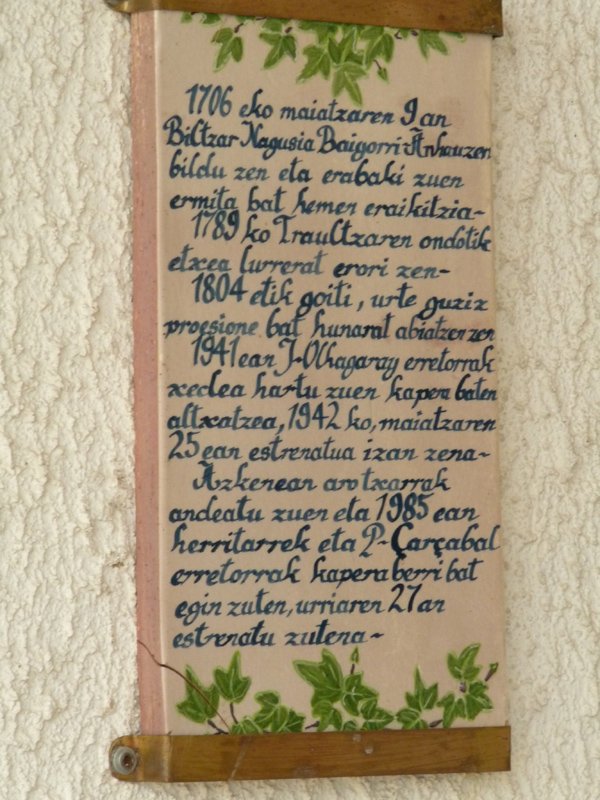 1706 eko maiatzaren 9 an
Biltzar Nagusia Baigorri-Anhauzen
bildu zen eta erabaki zuen
ermita bat hemen eraikitzia-
1789 ko Traultzaren ondotik
etxea lurrerat erori zen-
1804 etik goiti, urte guziz
proesione bat hunarat abiatzen zen
1941 ean J-Olhagaray erretorrak
xedea hartu zuen kapera baten
altxatzea, 1942 ko, maiatzaren
25 ean estrenatua izan zena-
Azkenean arotxarrak
andeatu zuen eta 1985 ean
herritarrek eta P- Çarçabal
erretorrak kapera berri bat
egin zuten, urriaren 27 an
estrenatu zutena-